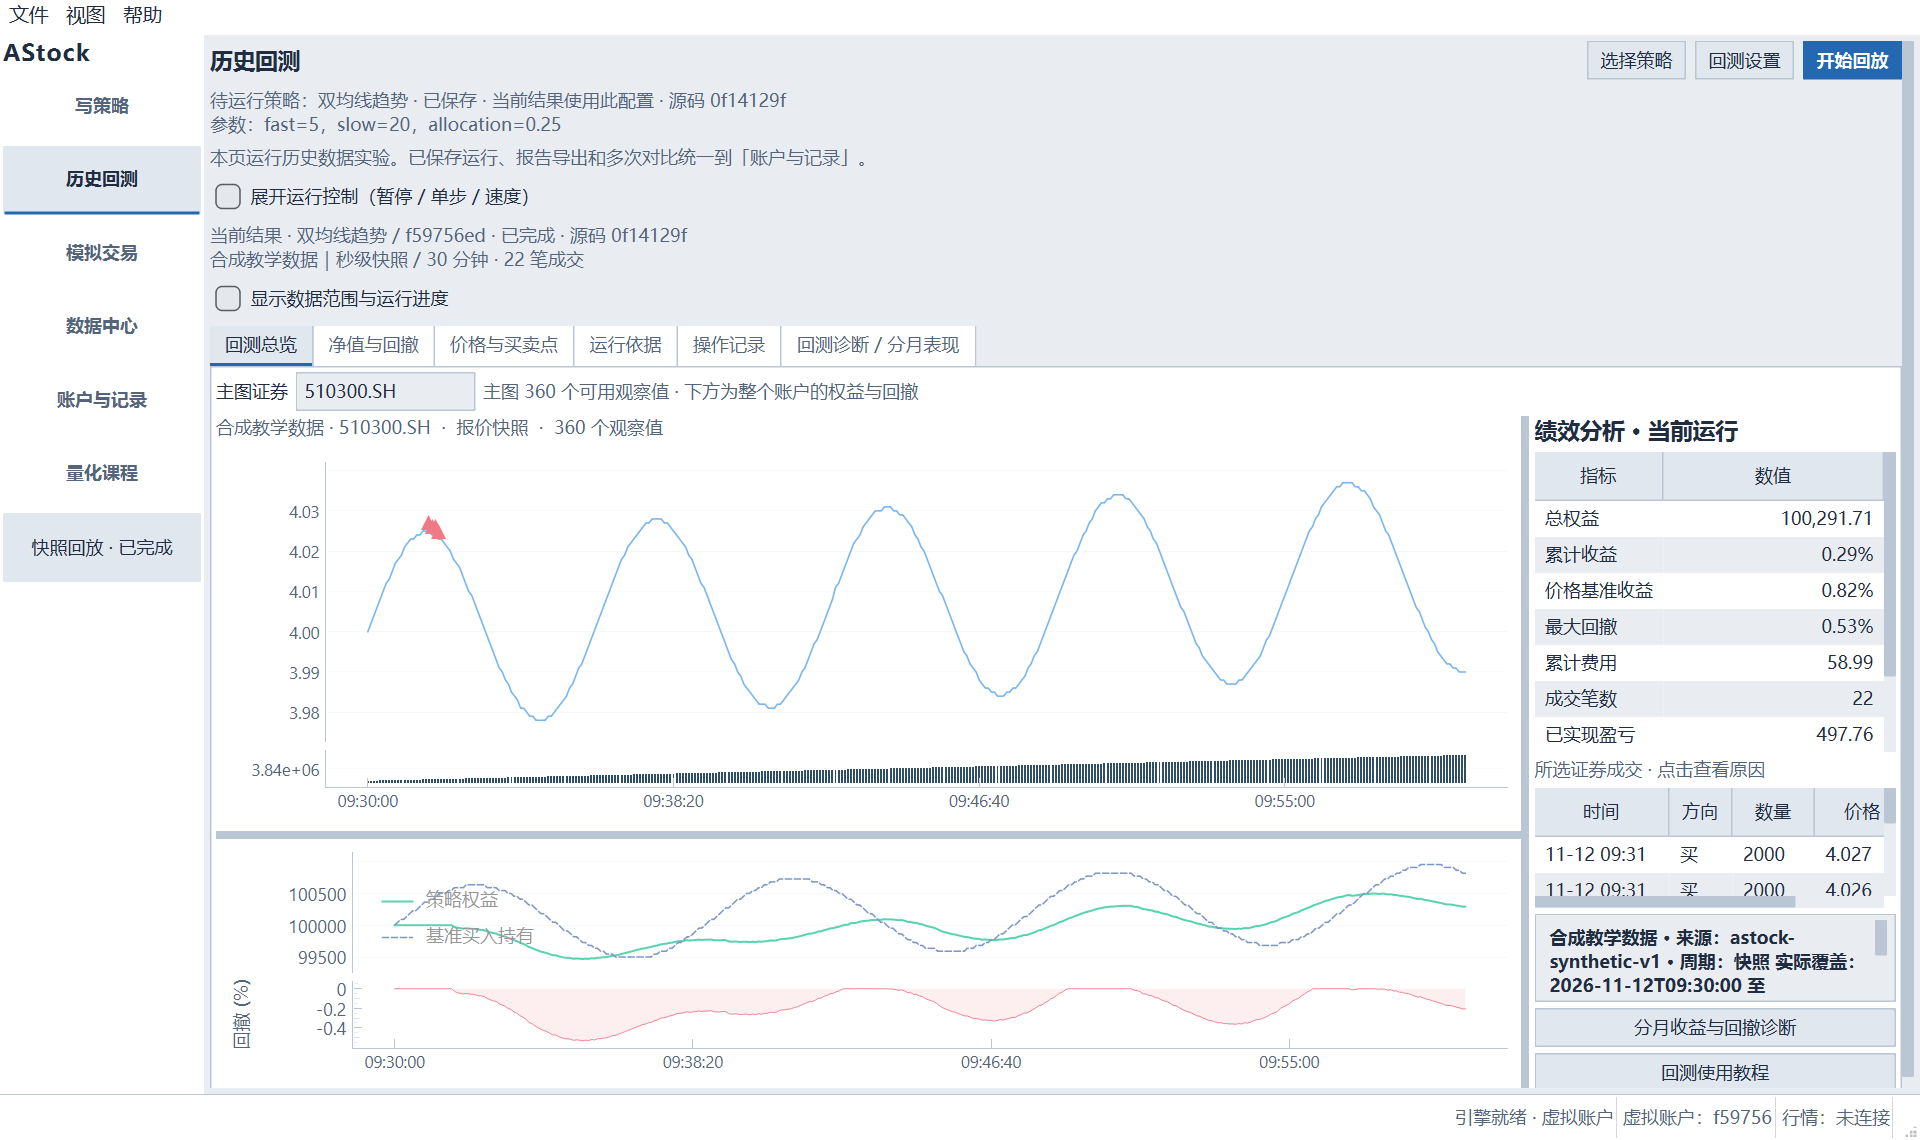 文件 视图 帮助
AStock
写策略
历史回测
模拟交易
数据中心
账户与记录
量化课程
快照回放 · 已完成
历史回测
选择策略
回测设置
开始回放
待运行策略：双均线趋势 · 已保存 · 当前结果使用此配置 · 源码 0f14129f
参数：fast=5，slow=20，allocation=0.25
本页运行历史数据实验。已保存运行、报告导出和多次对比统一到「账户与记录」。
展开运行控制（暂停 / 单步 / 速度）
当前结果 · 双均线趋势 / f59756ed · 已完成 · 源码 0f14129f
合成教学数据 | 秒级快照 / 30 分钟 · 22 笔成交
显示数据范围与运行进度
回测总览 净值与回撤 价格与买卖点 运行依据 操作记录 回测诊断 / 分月表现
主图证券 510300.SH 主图 360 个可用观察值 · 下方为整个账户的权益与回撤
合成教学数据 · 510300.SH · 报价快照 · 360 个观察值
4.03
4.02
4.01
4.00
3.99
3.98
3.84e+06
09:30:00 09:38:20 09:46:40 09:55:00
100500
100000
99500
策略权益
基准买入持有
回撤 (%)
0
-0.2
-0.4
09:30:00 09:38:20 09:46:40 09:55:00
绩效分析 • 当前运行
指标 数值
总权益 100,291.71
累计收益 0.29%
价格基准收益 0.82%
最大回撤 0.53%
累计费用 58.99
成交笔数 22
已实现盈亏 497.76
所选证券成交 · 点击查看原因
时间 方向 数量 价格
11-12 09:31 买 2000 4.027
11-12 09:31 买 2000 4.026
合成教学数据 • 来源：astock-
synthetic-v1 • 周期：快照 实际覆盖：
2026-11-12T09:30:00 至
分月收益与回撤诊断
回测使用教程
引擎就绪 · 虚拟账户 虚拟账户：f59756 行情：未连接